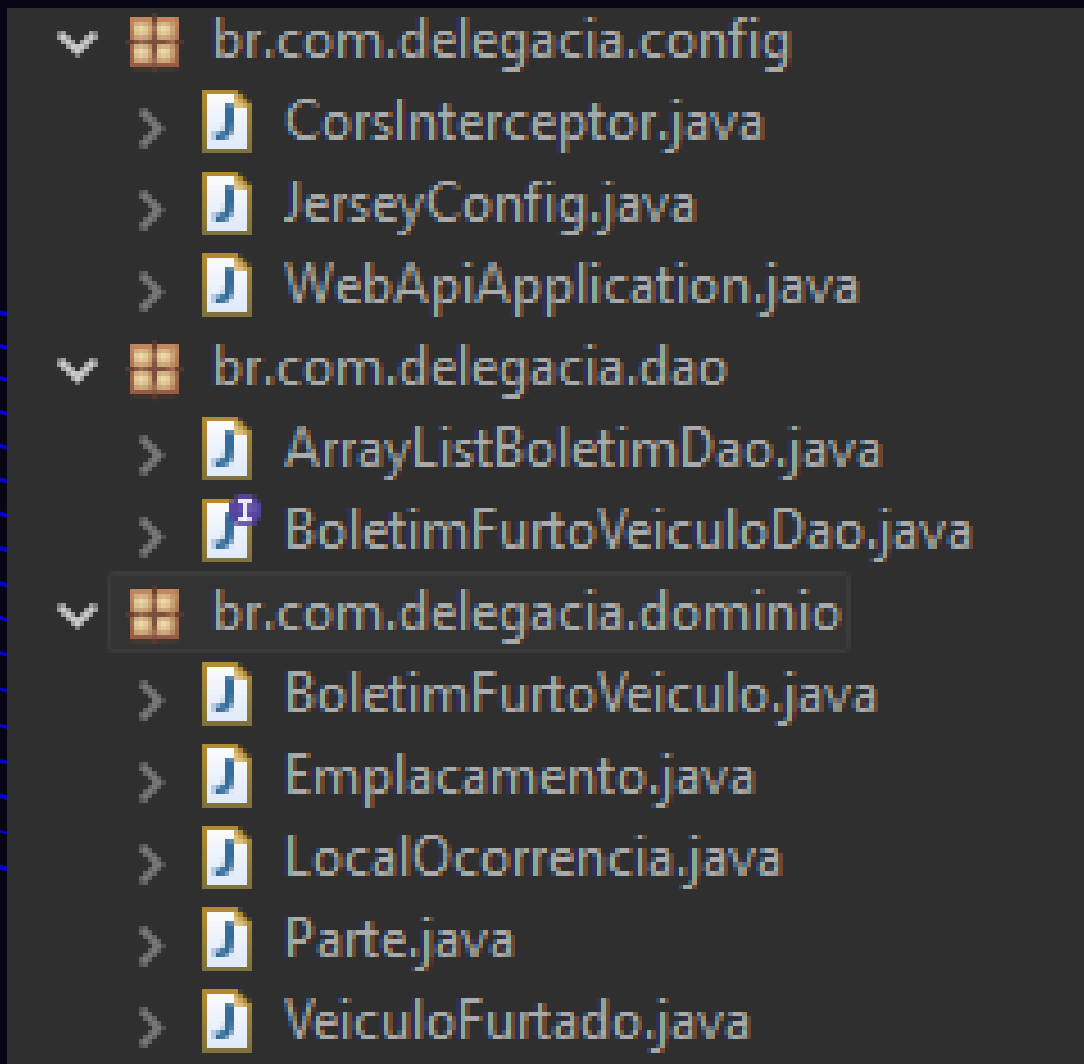 br.com.delegacia.config
CorsInterceptor.java
JerseyConfig.java
WebApiApplication.java
br.com.delegacia.dao
ArrayListBoletimDao.java
BoletimFurtoVeiculoDao.java
br.com.delegacia.dominio
BoletimFurtoVeiculo.java
Emplacamento.java
LocalOcorrencia.java
Parte.java
VeiculoFurtado.java